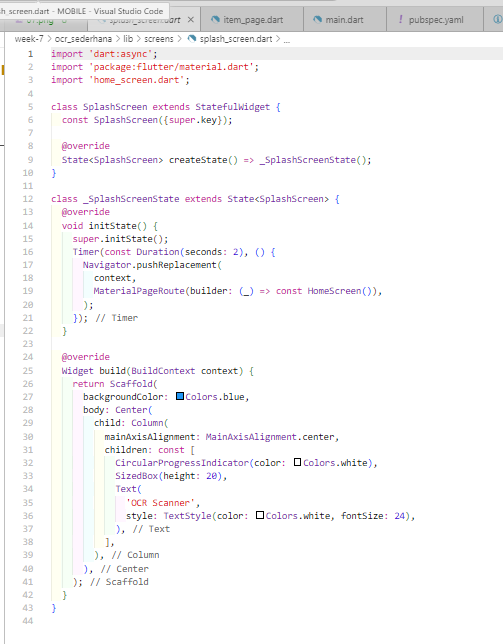 sh_screen.dart - MOBILE - Visual Studio Code
splash_screen.dart
item_page.dart
main.dart
! pubspec.yaml
week-7 > ocr_sederhana > lib > screens > splash_screen.dart > ...
1 import 'dart:async';
2 import 'package:flutter/material.dart';
3 import 'home_screen.dart';
4
5 class SplashScreen extends StatefulWidget {
6 const SplashScreen({super.key});
7
8 @override
9 State<SplashScreen> createState() => _SplashScreenState();
10 }
11
12 class _SplashScreenState extends State<SplashScreen> {
13 @override
14 void initState() {
15 super.initState();
16 Timer(const Duration(seconds: 2), () {
17 Navigator.pushReplacement(
18 context,
19 MaterialPageRoute(builder: (_) => const HomeScreen()),
20 );
21 }); // Timer
22 }
23
24 @override
25 Widget build(BuildContext context) {
26 return Scaffold(
27 backgroundColor: Colors.blue,
28 body: Center(
29 child: Column(
30 mainAxisAlignment: MainAxisAlignment.center,
31 children: const [
32 CircularProgressIndicator(color: Colors.white),
33 SizedBox(height: 20),
34 Text(
35 'OCR Scanner',
36 style: TextStyle(color: Colors.white, fontSize: 24),
37 ), // Text
38 ],
39 ), // Column
40 ), // Center
41 ); // Scaffold
42 }
43 }
44